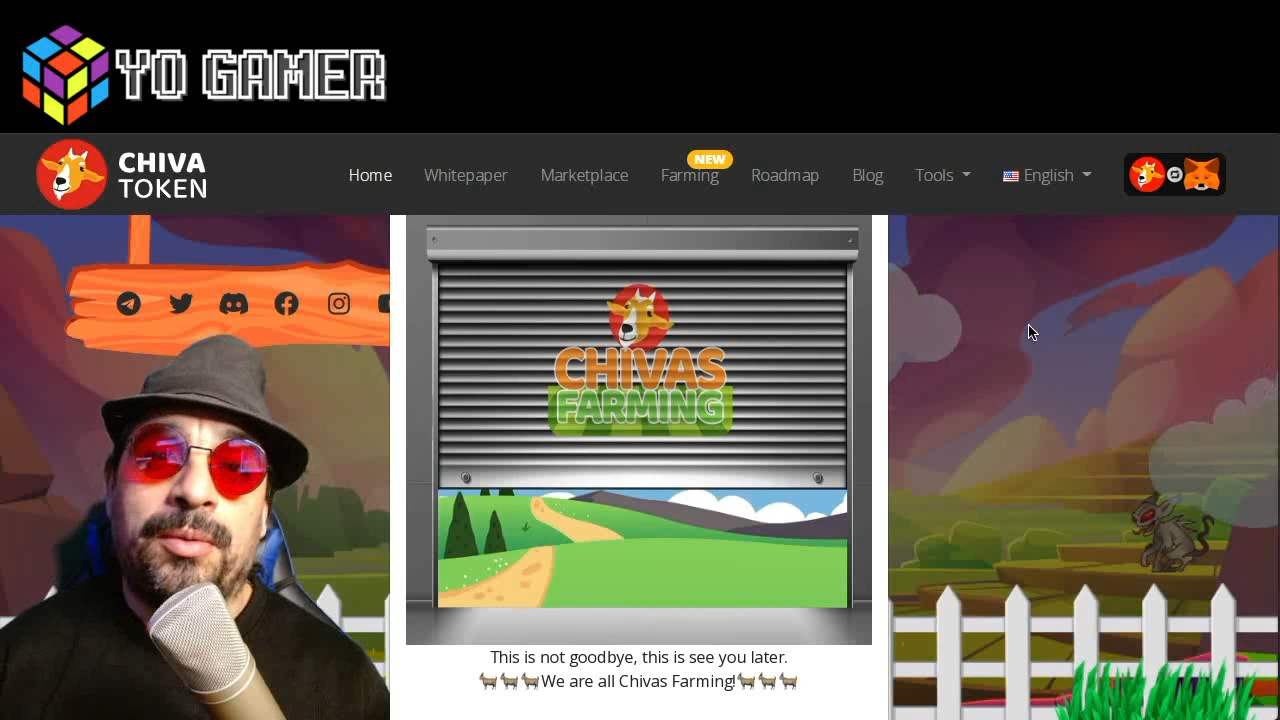 YO GAMER
CHIVA
TOKEN
Home
Whitepaper
Marketplace
NEW
Farming
Roadmap
Blog
Tools
English
CHIVAS
FARMING
This is not goodbye, this is see you later.
🐐🐐🐐We are all Chivas Farming!🐐🐐🐐